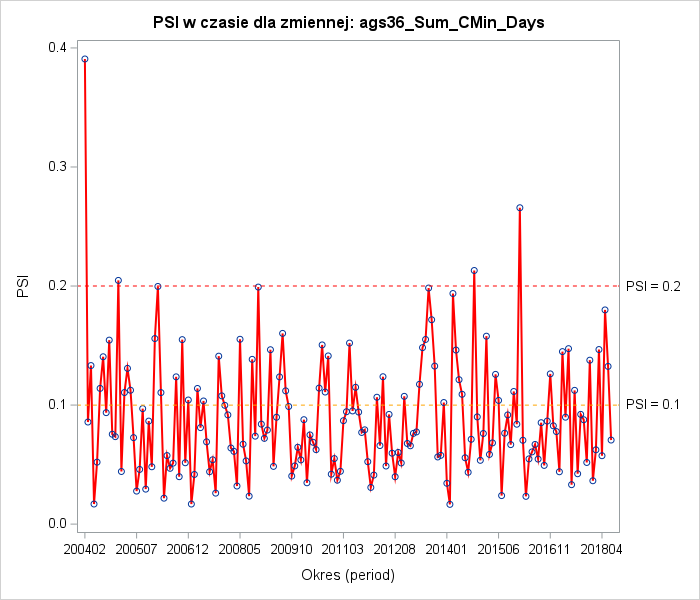 PSI w czasie dla zmiennej: ags36_Sum_CMin_Days
0.4
0.3
0.2
0.1
0.0
PSI
PSI = 0.2
PSI = 0.1
200402 200507 200612 200805 200910 201103 201208 201401 201506 201611 201804
Okres (period)